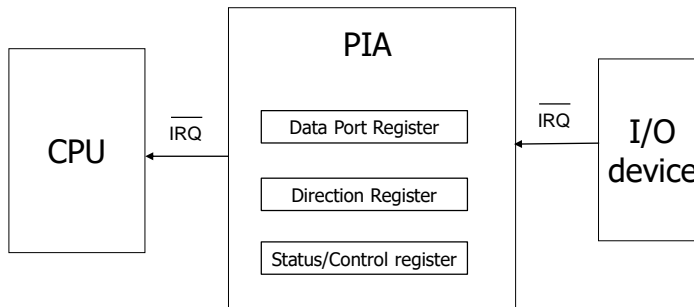 PIA
CPU
IRQ
Data Port Register
IRQ
I/O
device
Direction Register
Status/Control register